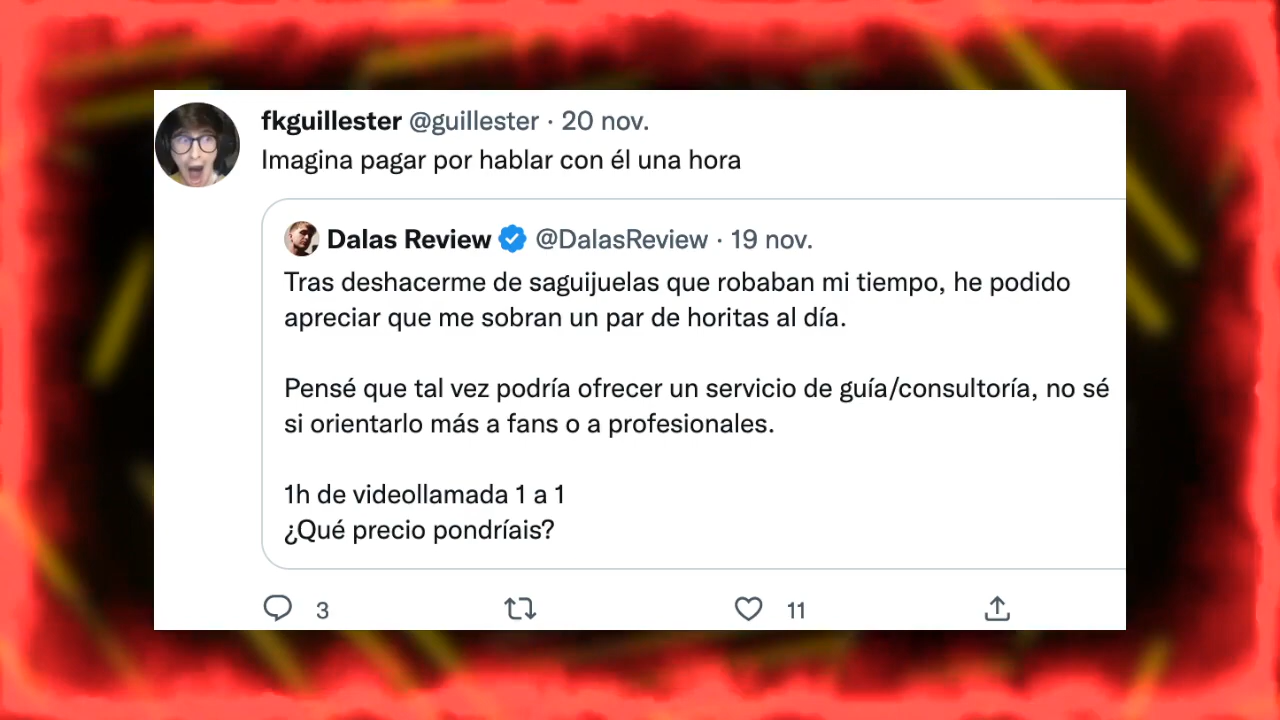 fkguillester @guillester · 20 nov.
Imagina pagar por hablar con él una hora
Dalas Review @DalasReview · 19 nov.
Tras deshacerme de saguijuelas que robaban mi tiempo, he podido
apreciar que me sobran un par de horitas al día.
Pensé que tal vez podría ofrecer un servicio de guía/consultoría, no sé
si orientarlo más a fans o a profesionales.
1h de videollamada 1 a 1
¿Qué precio pondríais?
3 11